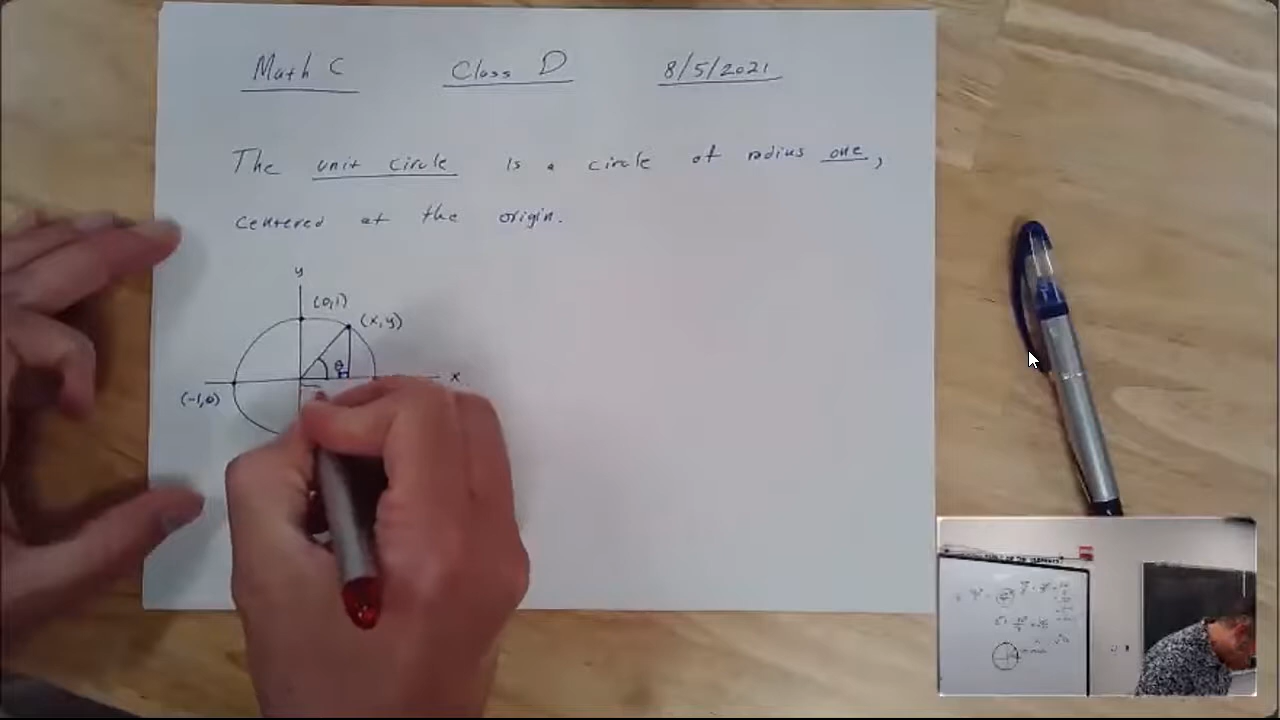 Math C Class D 8/5/2021
The unit circle is a circle of radius one,
centered at the origin.
y
(0,1)
(x,y)
θ
x
(-1,0)